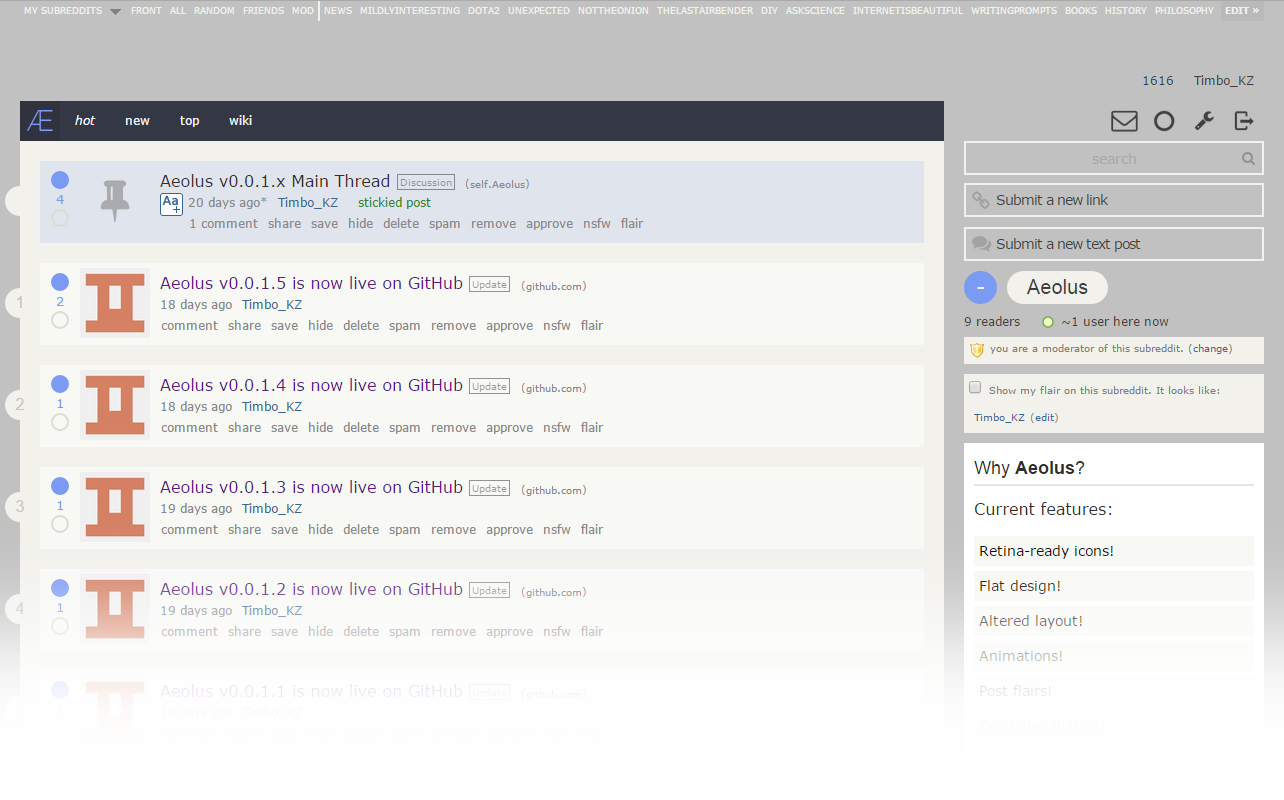 MY SUBREDDITS FRONT ALL RANDOM FRIENDS MOD NEWS MILDLYINTERESTING DOTA2 UNEXPECTED NOTTHEONION THELASTAIRBENDER DIY ASKSCIENCE INTERNETISBEAUTIFUL WRITINGPROMPTS BOOKS HISTORY PHILOSOPHY EDIT »
1616 Timbo_KZ
Æ hot new top wiki
Aeolus v0.0.1.x Main Thread Discussion (self.Aeolus)
4
Aa+ 20 days ago* Timbo_KZ stickied post
1 comment share save hide delete spam remove approve nsfw flair
1
Aeolus v0.0.1.5 is now live on GitHub Update (github.com)
2
18 days ago Timbo_KZ
comment share save hide delete spam remove approve nsfw flair
2
Aeolus v0.0.1.4 is now live on GitHub Update (github.com)
1
18 days ago Timbo_KZ
comment share save hide delete spam remove approve nsfw flair
3
Aeolus v0.0.1.3 is now live on GitHub Update (github.com)
1
19 days ago Timbo_KZ
comment share save hide delete spam remove approve nsfw flair
4
Aeolus v0.0.1.2 is now live on GitHub Update (github.com)
1
19 days ago Timbo_KZ
comment share save hide delete spam remove approve nsfw flair
Aeolus v0.0.1.1 is now live on GitHub Update (github.com)
19 days ago Timbo_KZ
search
Submit a new link
Submit a new text post
- Aeolus
9 readers ~1 user here now
you are a moderator of this subreddit. (change)
Show my flair on this subreddit. It looks like:
Timbo_KZ (edit)
Why Aeolus?
Current features:
Retina-ready icons!
Flat design!
Altered layout!
Animations!
Post flairs!